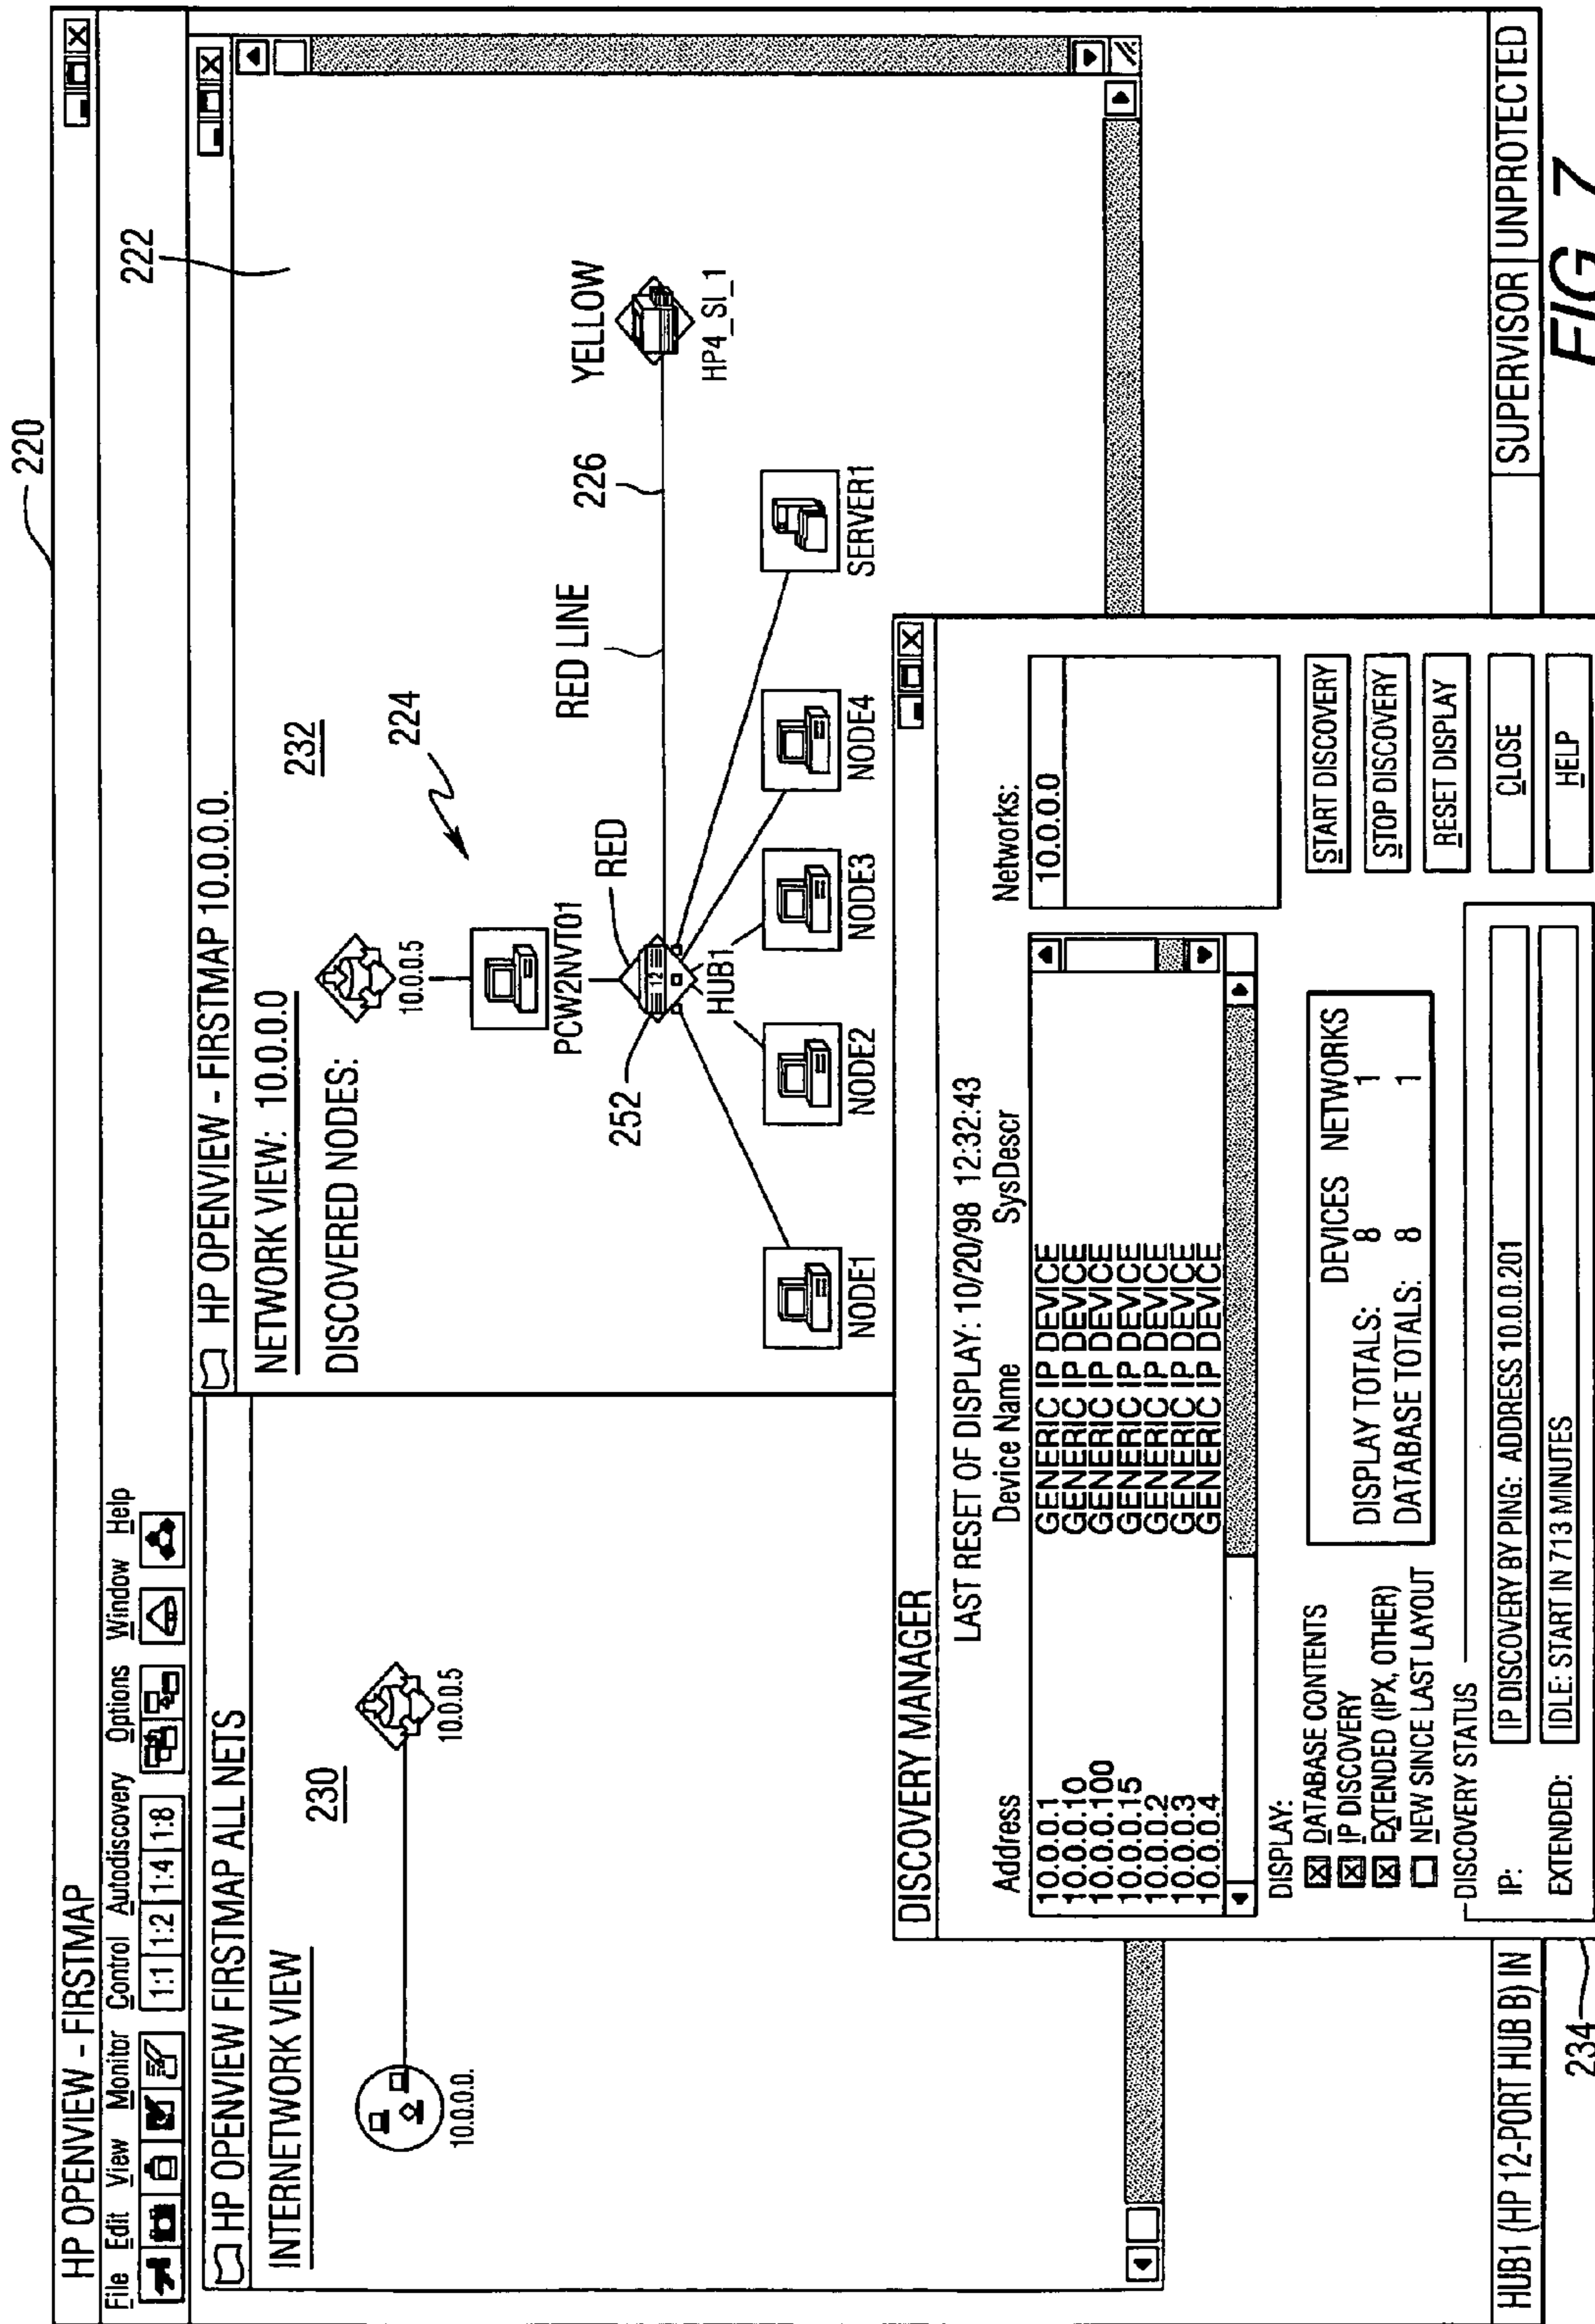 220
HP OPENVIEW - FIRSTMAP
File Edit View Monitor Control Autodiscovery Options Window Help
1:1 1:2 1:4 1:8
HP OPENVIEW FIRSTMAP ALL NETS
INTERNETWORK VIEW
230
10.0.0.0.
10.0.0.5
HP OPENVIEW - FIRSTMAP 10.0.0.0.
222
NETWORK VIEW: 10.0.0.0
232
DISCOVERED NODES:
10.0.0.5
224
PCW2NVT01
RED
RED LINE
226
YELLOW
252
12
HUB1
HP4_SI_1
NODE1
NODE2
NODE3
NODE4
SERVER1
DISCOVERY MANAGER
LAST RESET OF DISPLAY: 10/20/98 12:32:43
Address Device Name SysDescr Networks:
10.0.0.1 GENERIC IP DEVICE
10.0.0.10 GENERIC IP DEVICE
10.0.0.100 GENERIC IP DEVICE
10.0.0.15 GENERIC IP DEVICE
10.0.0.2 GENERIC IP DEVICE
10.0.0.3 GENERIC IP DEVICE
10.0.0.4 GENERIC IP DEVICE
10.0.0.0
DISPLAY:
DATABASE CONTENTS
IP DISCOVERY
EXTENDED (IPX, OTHER)
NEW SINCE LAST LAYOUT
DEVICES NETWORKS
DISPLAY TOTALS: 8 1
DATABASE TOTALS: 8 1
START DISCOVERY
STOP DISCOVERY
RESET DISPLAY
CLOSE
HELP
DISCOVERY STATUS
IP: IP DISCOVERY BY PING: ADDRESS 10.0.0.201
EXTENDED: IDLE: START IN 713 MINUTES
HUB1 (HP 12-PORT HUB B) IN
SUPERVISOR UNPROTECTED
234
FIG. 7